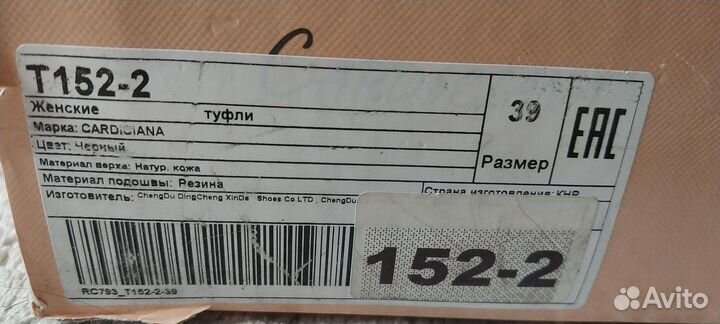 T152-2
Женские туфли
Марка: CARDICIANA
Цвет: Черный
Материал верха: Натур. кожа
Материал подошвы: Резина
Изготовитель: ChengDu DingCheng XinDa Shoes Co.LTD , ChengDu
39
Размер
EAC
Страна изготовления: КНР
RC793_T152-2-39
152-2
Avito